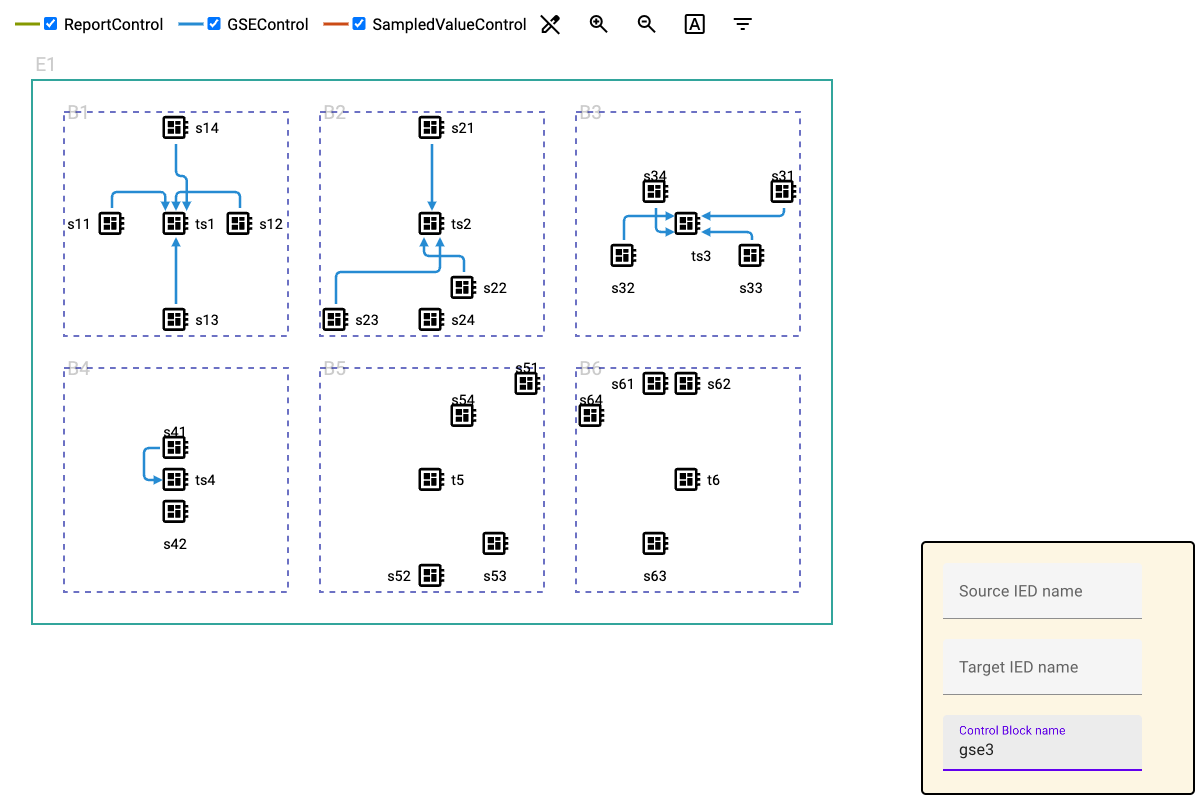 ReportControl GSEControl SampledValueControl A
E1
B1 B2 B3
s14 s21
s34 s31
s11 ts1 s12 ts2
ts3
s22 s32 s33
s13 s23 s24
B4 B5 s51 B6
s61 s62
s54 s64
s41
ts4 t5 t6
s42
s52 s53 s63
Source IED name
Target IED name
Control Block name
gse3